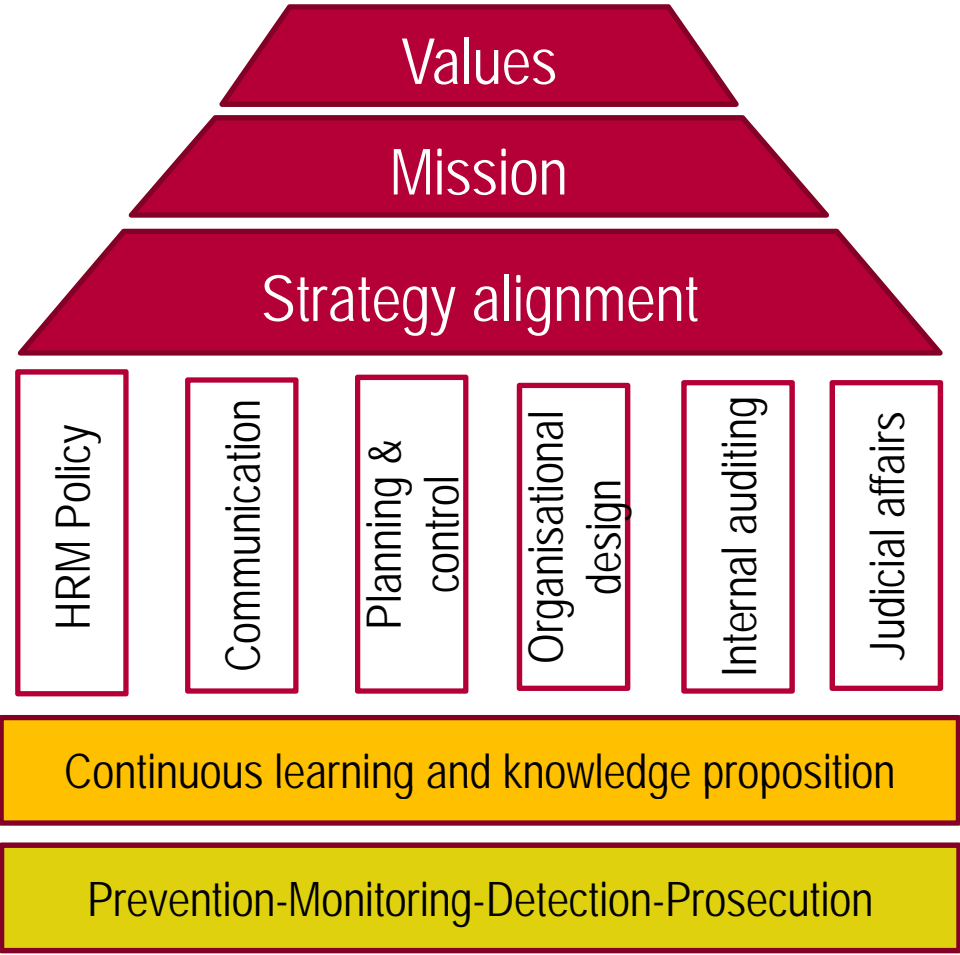 Values
Mission
Strategy alignment
HRM Policy
Communication
Planning &
control
Organisational
design
Internal auditing
Judicial affairs
Continuous learning and knowledge proposition
Prevention-Monitoring-Detection-Prosecution